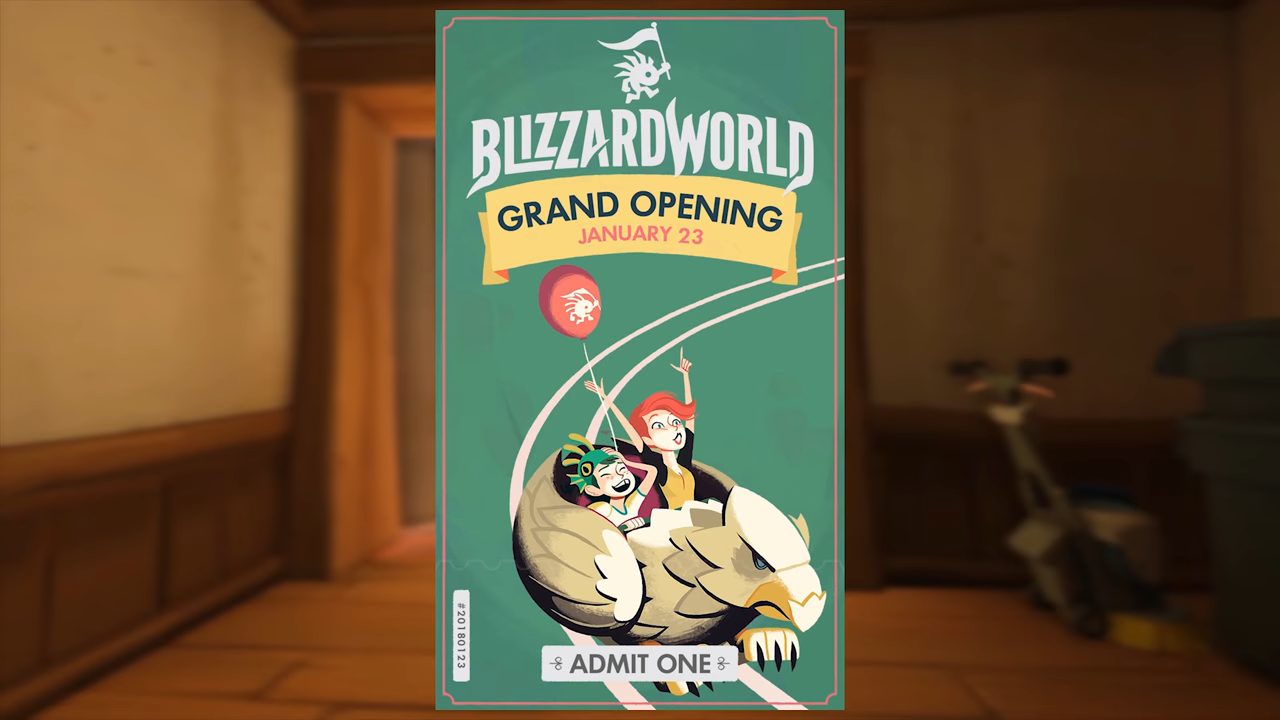 BLIZZARDWORLD
GRAND OPENING
JANUARY 23
#20180123
ADMIT ONE